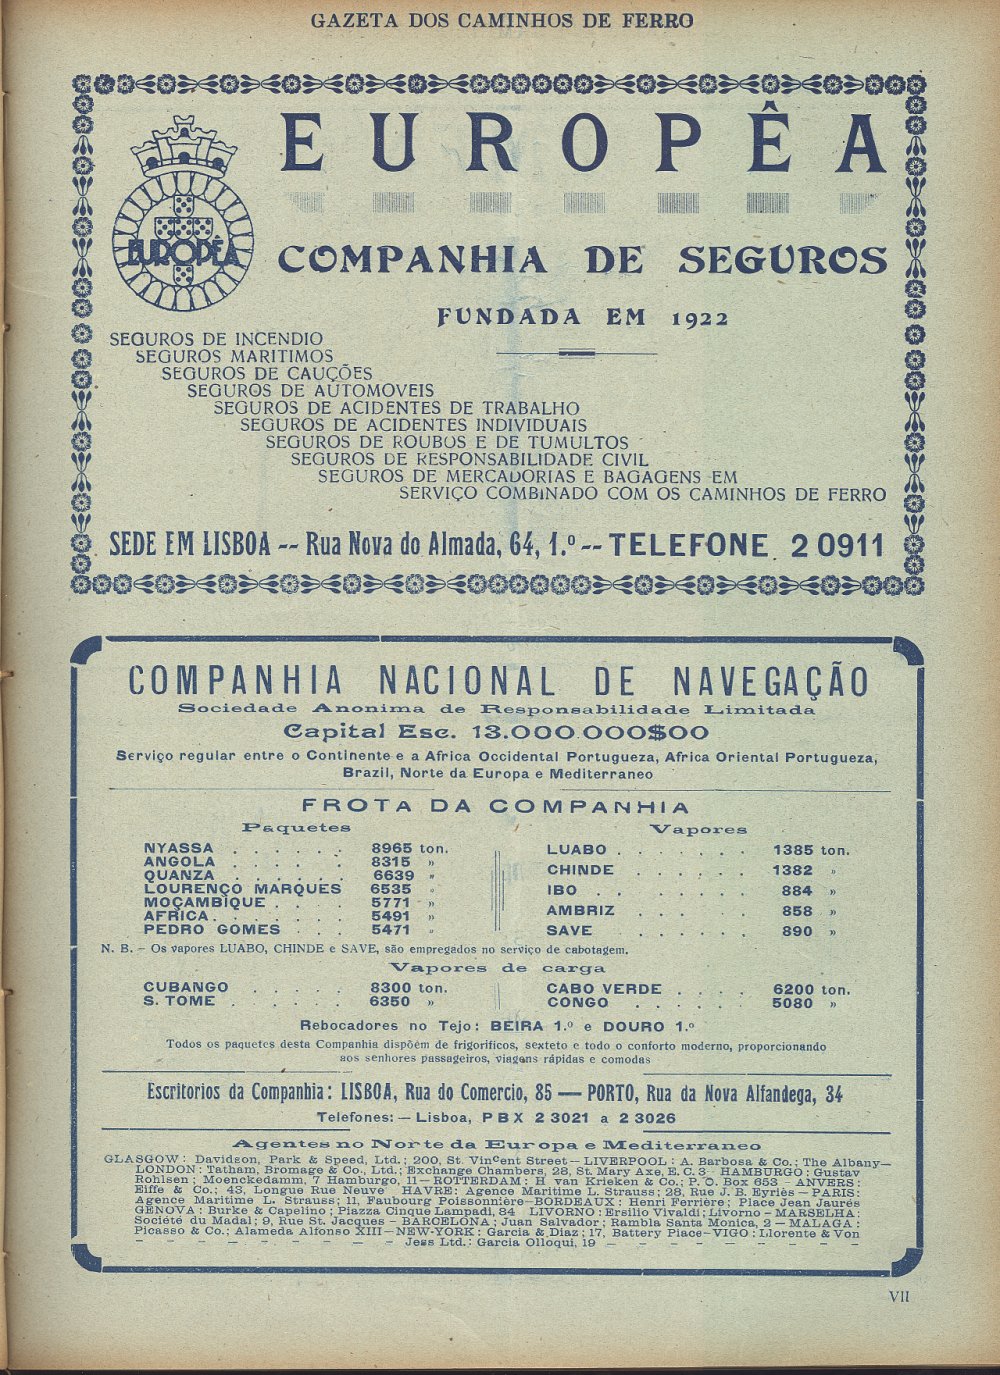 GAZETA DOS CAMINHOS DE FERRO
EUROPÊA
EUROPÊA
COMPANHIA DE SEGUROS
FUNDADA EM 1922
SEGUROS DE INCENDIO
SEGUROS MARITIMOS
SEGUROS DE CAUÇÕES
SEGUROS DE AUTOMOVEIS
SEGUROS DE ACIDENTES DE TRABALHO
SEGUROS DE ACIDENTES INDIVIDUAIS
SEGUROS DE ROUBOS E DE TUMULTOS
SEGUROS DE RESPONSABILIDADE CIVIL
SEGUROS DE MERCADORIAS E BAGAGENS EM
SERVIÇO COMBINADO COM OS CAMINHOS DE FERRO
SEDE EM LISBOA -- Rua Nova do Almada, 64, 1.º -- TELEFONE 2 0911
COMPANHIA NACIONAL DE NAVEGAÇÃO
Sociedade Anonima de Responsabilidade Limitada
Capital Esc. 13.000.000$00
Serviço regular entre o Continente e a Africa Occidental Portugueza, Africa Oriental Portugueza,
Brazil, Norte da Europa e Mediterraneo
FROTA DA COMPANHIA
Paquetes
NYASSA . . . . . . 8965 ton.
ANGOLA . . . . . . 8315 »
QUANZA . . . . . . 6639 »
LOURENÇO MARQUES 6535 »
MOÇAMBIQUE . . . . 5771 »
AFRICA. . . . . . . 5491 »
PEDRO GOMES . . . 5471 »
Vapores
LUABO . . . . . . . 1385 ton.
CHINDE . . . . . . 1382 »
IBO . . . . . . . 884 »
AMBRIZ . . . . . . 858 »
SAVE . . . . . . . 890 »
N. B. – Os vapores LUABO, CHINDE e SAVE, são empregados no serviço de cabotagem.
Vapores de carga
CUBANGO . . . . . 8300 ton.
S. TOME . . . . . . 6350 »
CABO VERDE . . . . 6200 ton.
CONGO . . . . . 5080 »
Rebocadores no Tejo: BEIRA 1.º e DOURO 1.º
Todos os paquetes desta Companhia dispõem de frigorificos, sexteto e todo o conforto moderno, proporcionando
aos senhores passageiros, viagens rápidas e comodas
Escritorios da Companhia: LISBOA, Rua do Comercio, 85 — PORTO, Rua da Nova Alfandega, 34
Telefones: — Lisboa, PBX 2 3021 a 2 3026
Agentes no Norte da Europa e Mediterraneo
GLASGOW: Davidson, Park & Speed, Ltd.; 200, St. Vincent Street — LIVERPOOL: A. Barbosa & Co.; The Albany—
LONDON: Tatham, Bromage & Co., Ltd.; Exchange Chambers, 28, St. Mary Axe, E. C. 3 – HAMBURGO: Gustav
Rohlsen; Moenckedamm, 7 Hamburgo, 11 — ROTTERDAM: H van Krieken & Co.; P. O. Box 653 – ANVERS:
Eiffe & Co.; 43, Longue Rue Neuve – HAVRE: Agence Maritime L. Strauss; 28, Rue J. B. Eyriès – PARIS:
Agence Maritime L. Strauss; 11, Faubourg Poissonière – BORDEAUX: Henri Ferrière; Place Jean Jaurés
GENOVA: Burke & Capelino; Piazza Cinque Lampadi, 84 LIVORNO: Ersilio Vivaldi; Livorno – MARSELHA:
Société du Madal; 9, Rue St. Jacques – BARCELONA; Juan Salvador; Rambla Santa Monica, 2 – MALAGA:
Picasso & Co.; Alameda Alfonso XIII – NEW-YORK: Garcia & Diaz; 17, Battery Place – VIGO: Llorente & Von
Jess Ltd.: Garcia Olloqui, 19
VII